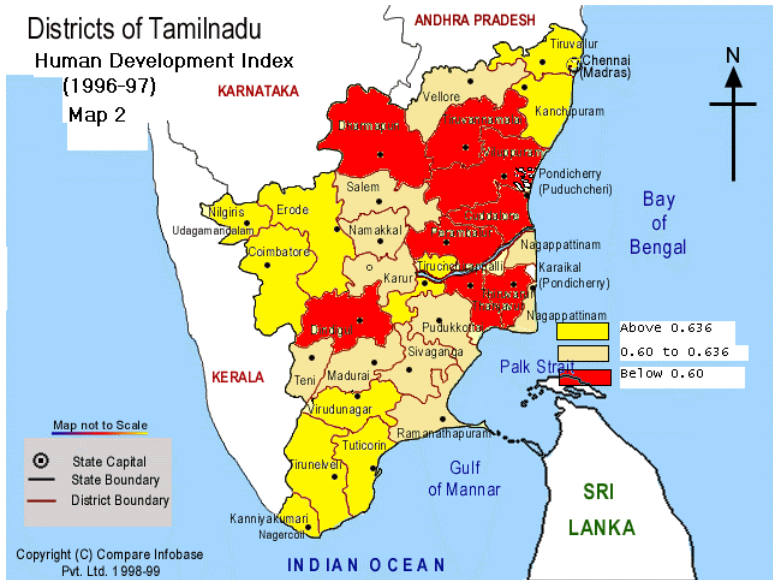 Districts of Tamilnadu
Human Development Index
(1996-97)
Map 2
ANDHRA PRADESH
KARNATAKA
N
Tiruvallur
Chennai
(Madras)
Vellore
Kanchipuram
Pondicherry
(Puduchcheri)
Bay
of
Bengal
Salem
Nilgiris
Erode
Udagamandalam
Namakkal
Coimbatore
Nagappattinam
Karur
Karaikal
(Pondicherry)
Pudukkottai
Nagappattinam
Above 0.636
0.60 to 0.636
Below 0.60
Sivaganga
Palk Strait
KERALA
Teni
Madurai
Virudunagar
Ramanathapuram
Map not to Scale
State Capital
State Boundary
District Boundary
Tuticorin
Tirunelveli
Gulf
of Mannar
SRI
LANKA
Kanniyakumari
Nagercoil
Copyright (C) Compare Infobase
Pvt. Ltd. 1998-99
INDIAN OCEAN